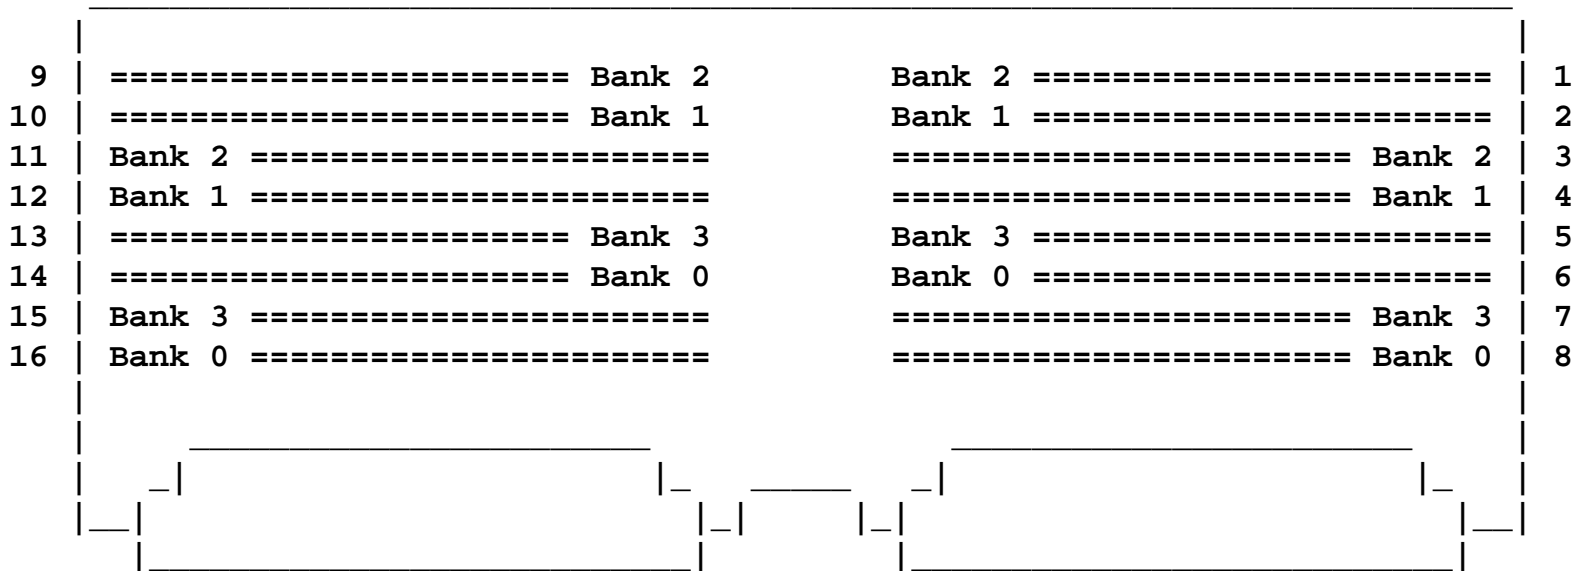 9 | ======================= Bank 2 Bank 2 ======================= | 1
10 | ======================= Bank 1 Bank 1 ======================= | 2
11 | Bank 2 ======================= ======================= Bank 2 | 3
12 | Bank 1 ======================= ======================= Bank 1 | 4
13 | ======================= Bank 3 Bank 3 ======================= | 5
14 | ======================= Bank 0 Bank 0 ======================= | 6
15 | Bank 3 ======================= ======================= Bank 3 | 7
16 | Bank 0 ======================= ======================= Bank 0 | 8